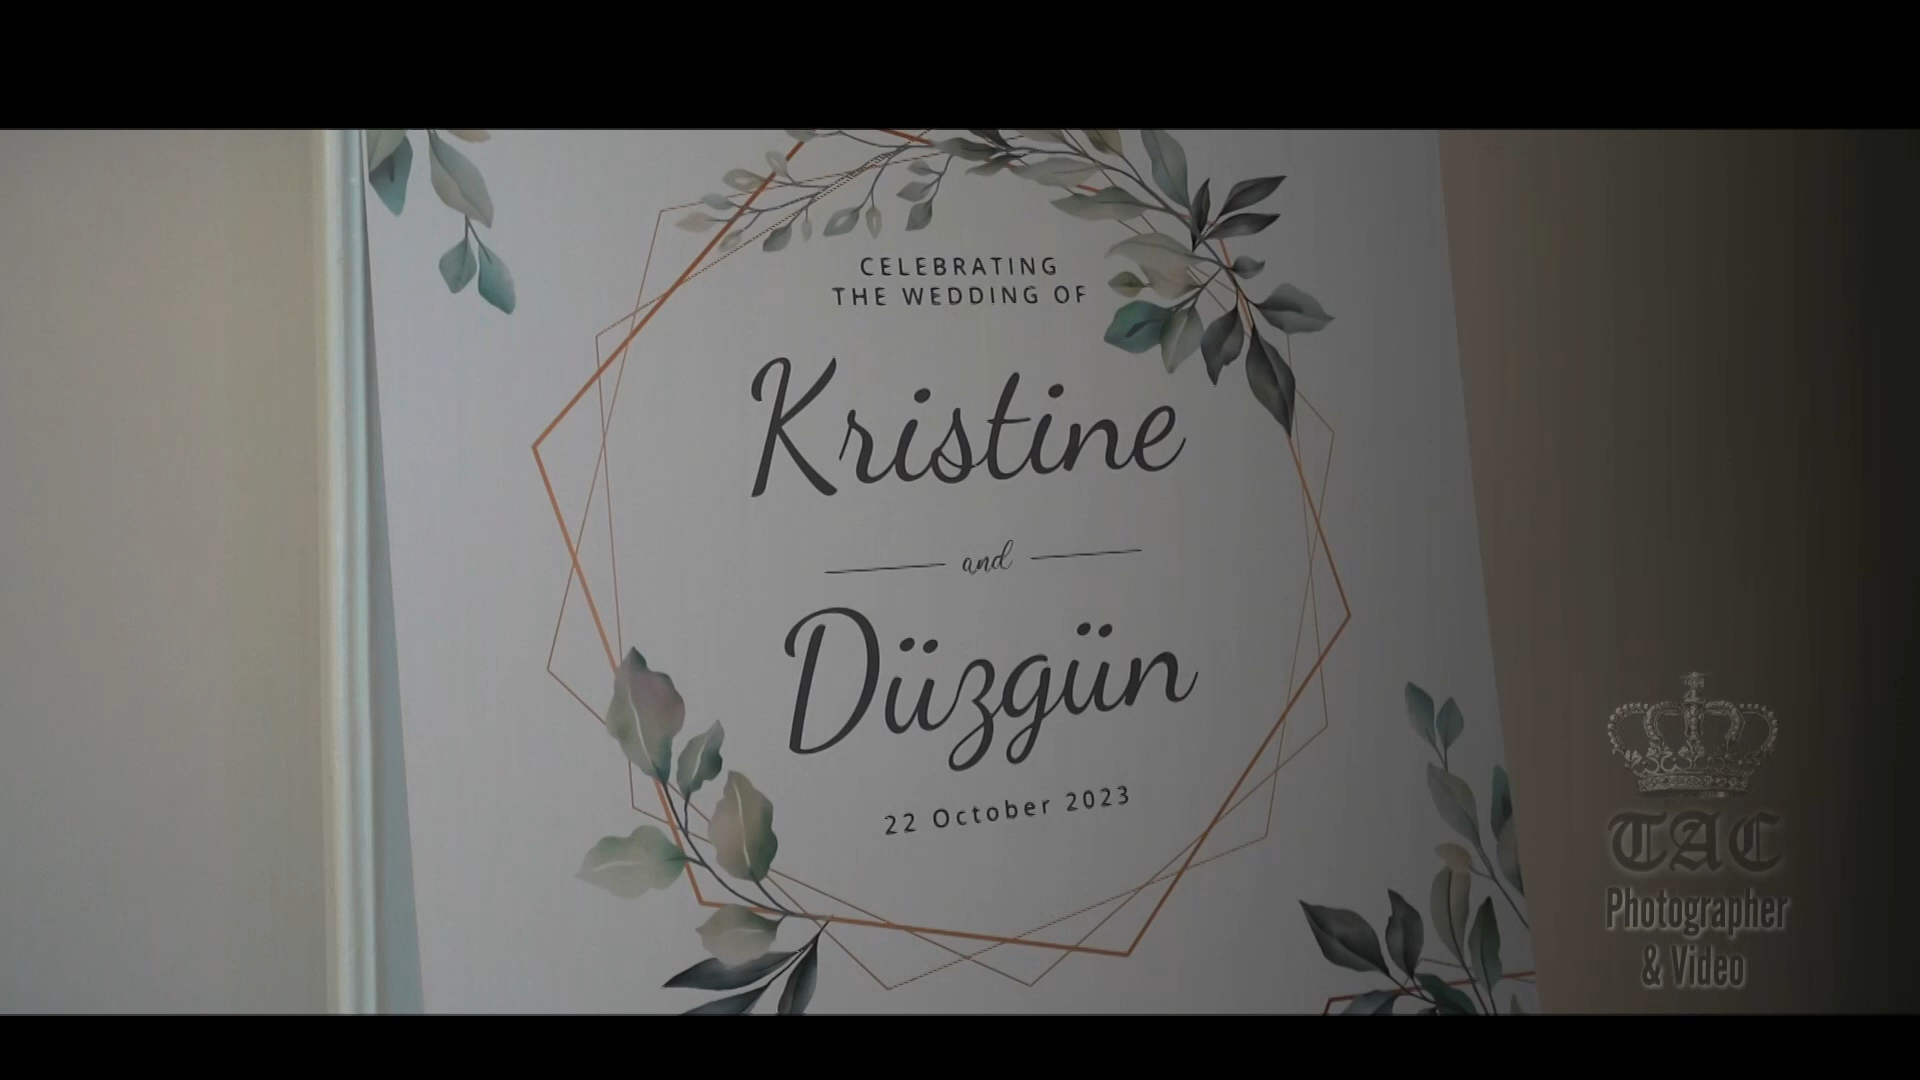 CELEBRATING
THE WEDDING OF
Kristine
and
Düzgün
22 October 2023
TAC
Photographer
& Video